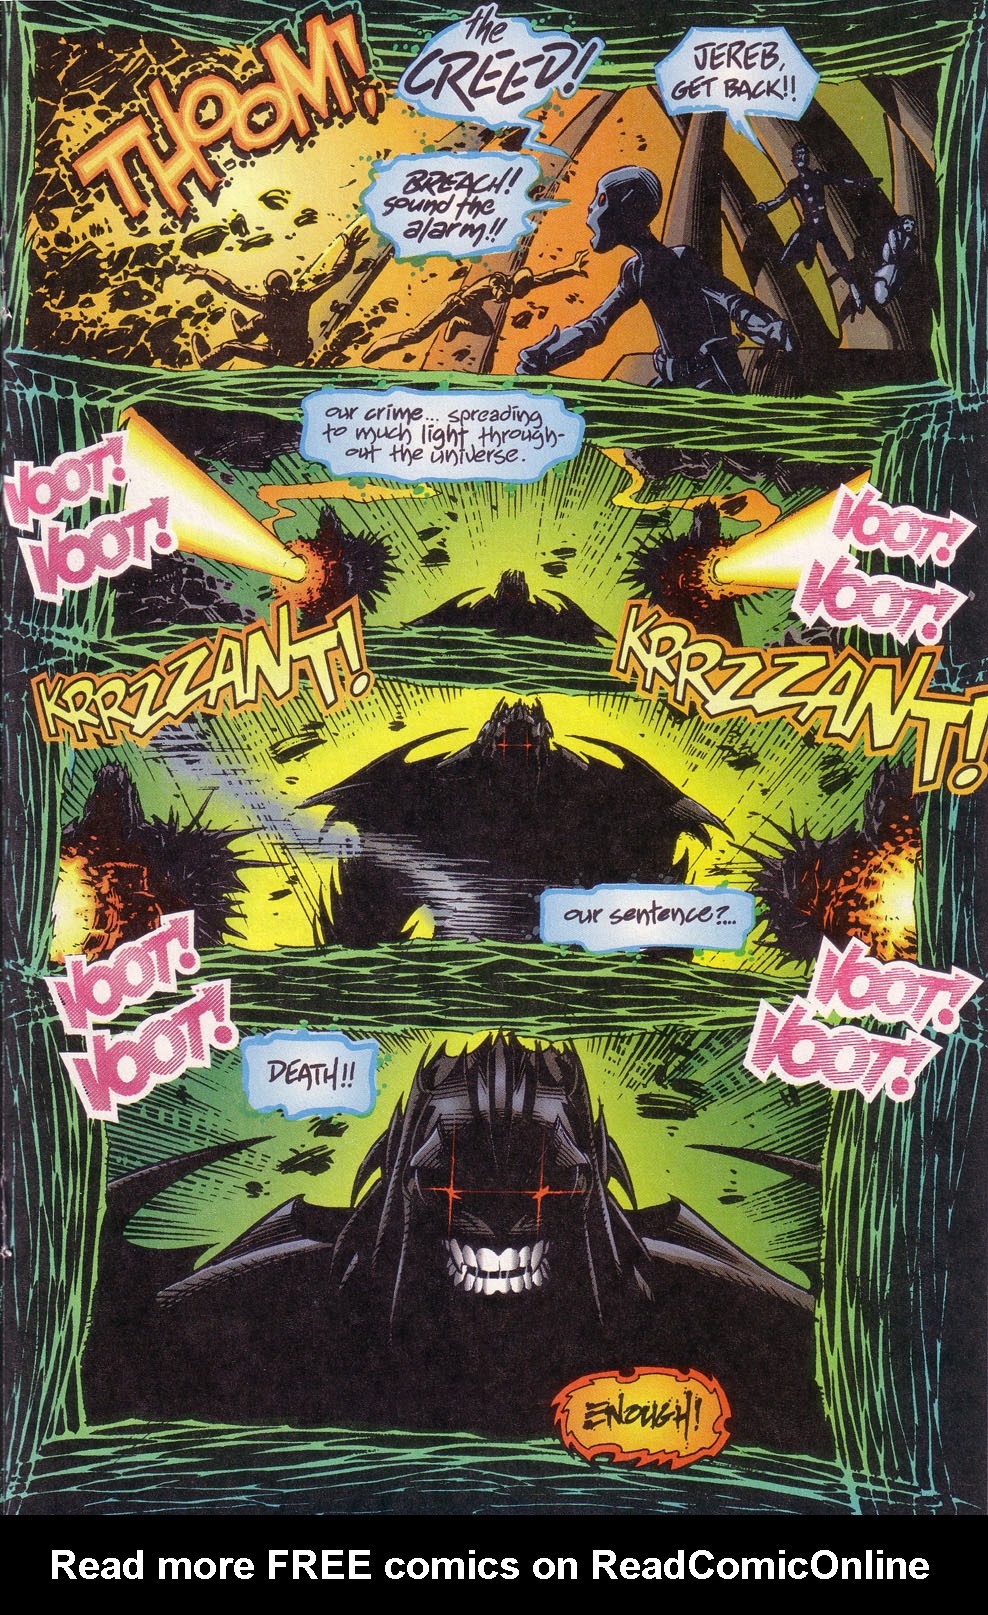 THOOM!
the
CREED!
JEREB,
GET BACK!!
BREACH!
sound the
alarm!!
our crime... spreading
to much light through-
out the universe.
VOOT!
VOOT!
VOOT!
VOOT!
KRRZZANT!
KRRZZZANT!
our sentence?...
VOOT!
VOOT!
VOOT!
VOOT!
DEATH!!
ENOUGH!
Read more FREE comics on ReadComicOnline